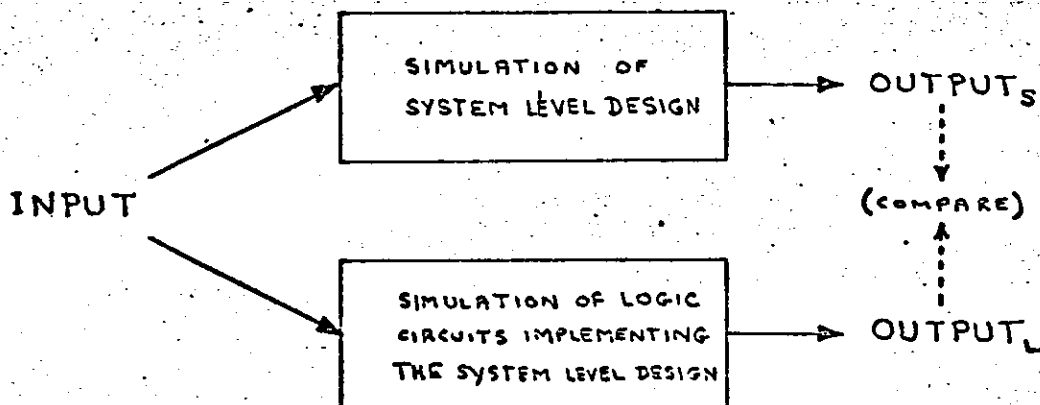 SIMULATION OF
SYSTEM LEVEL DESIGN
OUTPUTS
INPUT
(COMPARE)
SIMULATION OF LOGIC
CIRCUITS IMPLEMENTING
THE SYSTEM LEVEL DESIGN
OUTPUTL